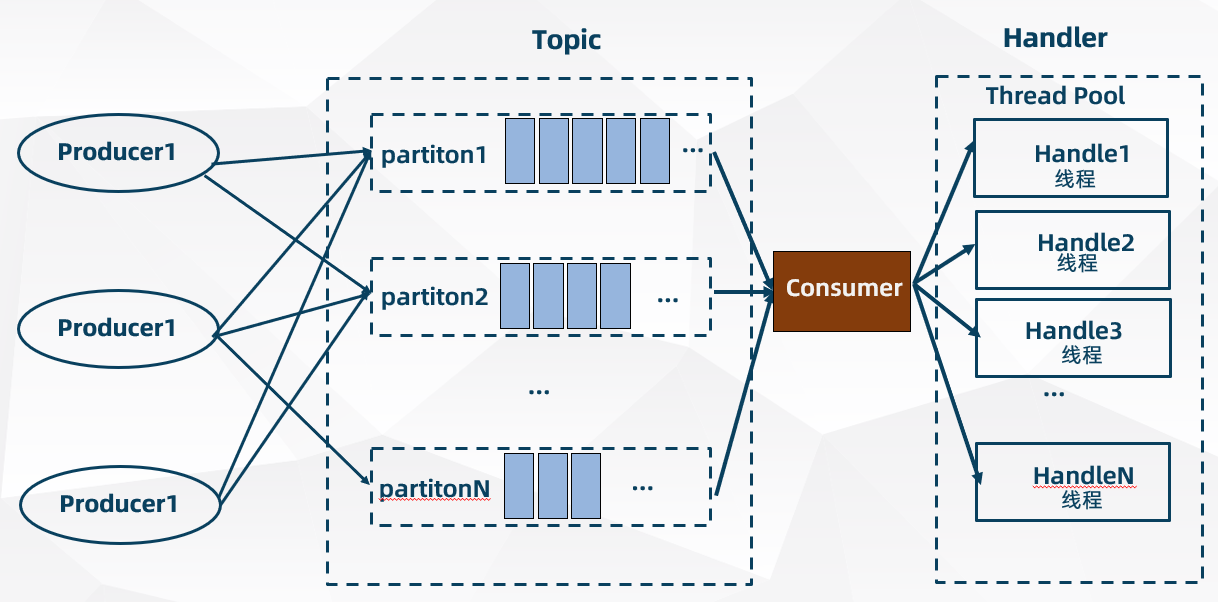 Topic
Handler
Thread Pool
Producer1
partiton1
...
Handle1
线程
Handle2
线程
Producer1
partiton2
...
Consumer
Handle3
线程
...
...
Producer1
partitonN
...
HandleN
线程